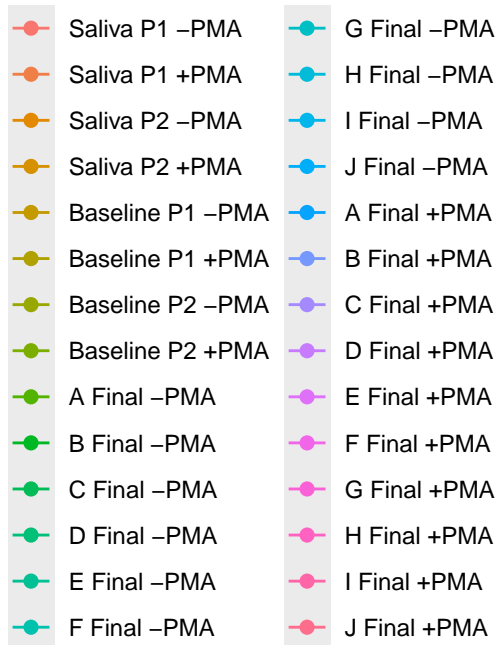 Saliva P1 −PMA
Saliva P1 +PMA
Saliva P2 −PMA
Saliva P2 +PMA
Baseline P1 −PMA
Baseline P1 +PMA
Baseline P2 −PMA
Baseline P2 +PMA
A Final −PMA
B Final −PMA
C Final −PMA
D Final −PMA
E Final −PMA
F Final −PMA
G Final −PMA
H Final −PMA
I Final −PMA
J Final −PMA
A Final +PMA
B Final +PMA
C Final +PMA
D Final +PMA
E Final +PMA
F Final +PMA
G Final +PMA
H Final +PMA
I Final +PMA
J Final +PMA